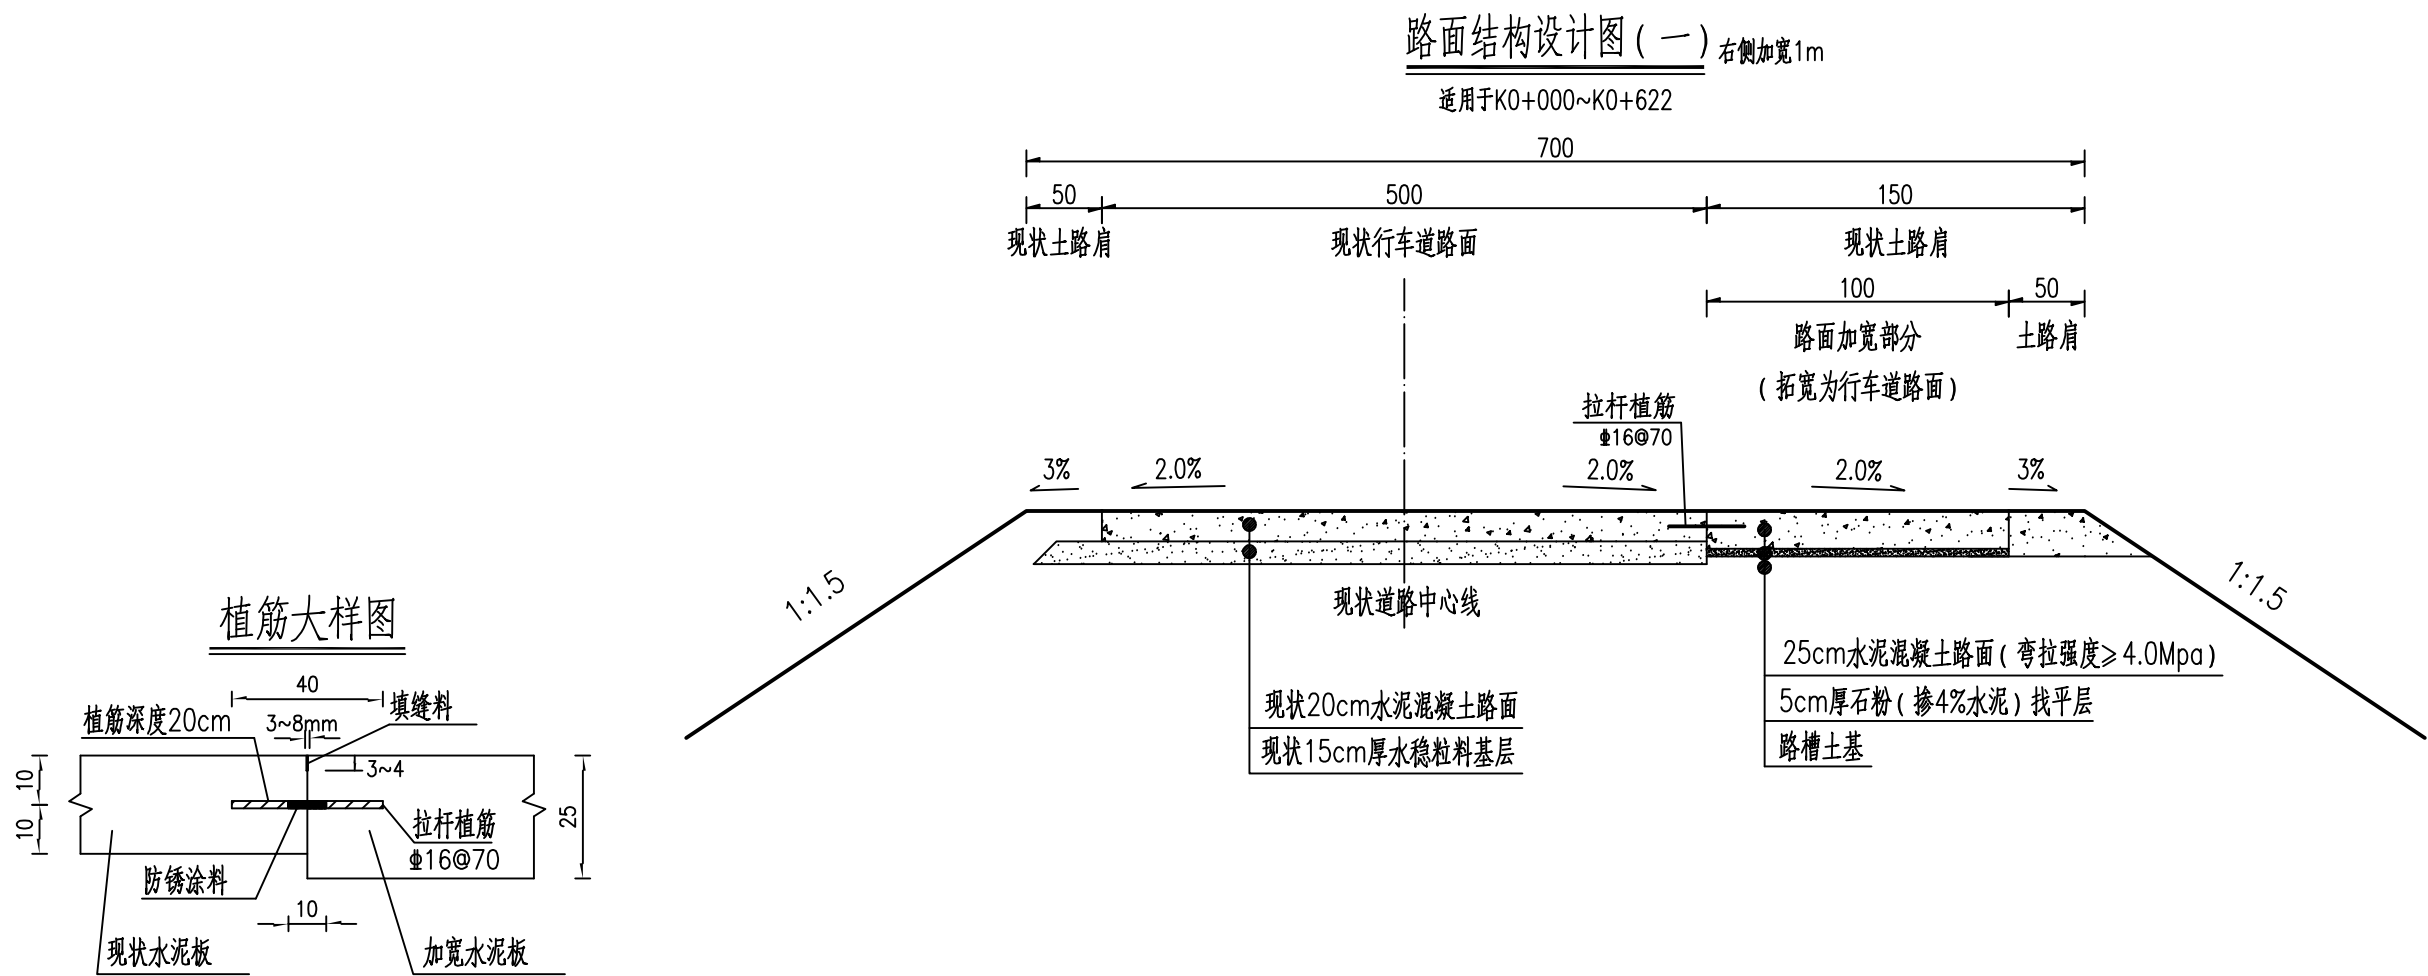 路面结构设计图(一) 右侧加宽1m
适用于K0+000~K0+622
700
50 500 150
现状土路肩 现状行车道路面 现状土路肩
100 50
路面加宽部分 土路肩
(拓宽为行车道路面)
拉杆植筋
Φ16@70
3% 2.0% 2.0% 2.0% 3%
1:1.5 1:1.5
现状道路中心线
现状20cm水泥混凝土路面
现状15cm厚水稳粒料基层
25cm水泥混凝土路面(弯拉强度≥4.0Mpa)
5cm厚石粉(掺4%水泥)找平层
路槽土基
植筋大样图
40
植筋深度20cm
3~8mm
填缝料
3~4
10
10
25
拉杆植筋
Φ16@70
防锈涂料
10
现状水泥板
加宽水泥板